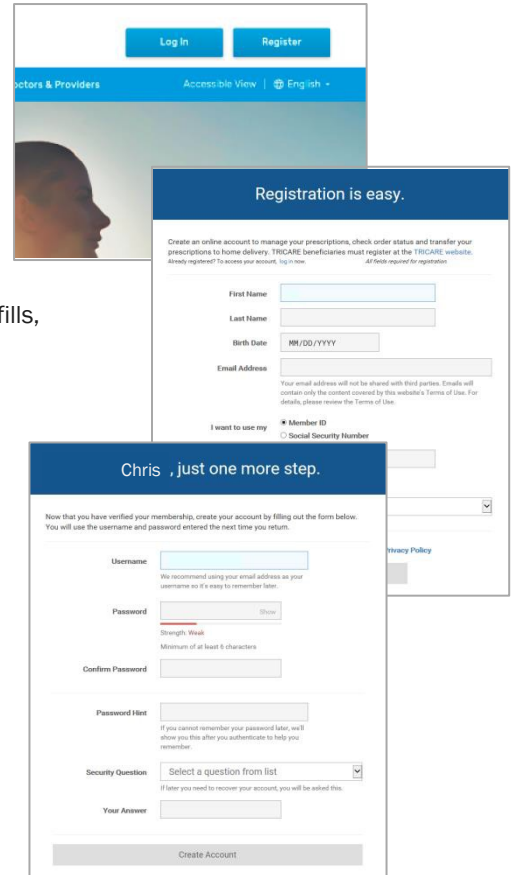 Log In Register
octors & Providers Accessible View | English
Registration is easy.
Create an online account to manage your prescriptions, check order status and transfer your
prescriptions to home delivery. TRICARE beneficiaries must register at the TRICARE website.
Already registered? To access your account, log in now. All fields required for registration
fills,
First Name
Last Name
Birth Date MM/DD/YYYY
Email Address
Your email address will not be shared with third parties. Emails will
contain only the content covered by this website's Terms of Use. For
details, please review the Terms of Use.
I want to use my Member ID
Social Security Number
Privacy Policy
Chris , just one more step.
Now that you have verified your membership, create your account by filling out the form below.
You will use the username and password entered the next time you return.
Username
We recommend using your email address as your
username so it's easy to remember later.
Password Show
Strength: Weak
Minimum of at least 6 characters
Confirm Password
Password Hint
If you cannot remember your password later, we'll
show you this after you authenticate to help you
remember.
Security Question Select a question from list
If later you need to recover your account, you will be asked this.
Your Answer
Create Account